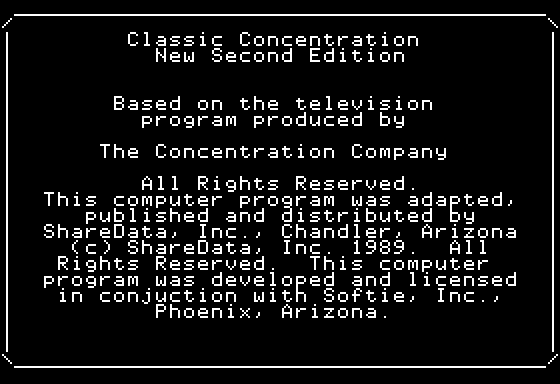 Classic Concentration
New Second Edition
Based on the television
program produced by
The Concentration Company
All Rights Reserved.
This computer program was adapted,
published and distributed by
ShareData, Inc., Chandler, Arizona
(c) ShareData, Inc. 1989.  All
Rights Reserved.  This computer
program was developed and licensed
in conjuction with Softie, Inc.,
Phoenix, Arizona.